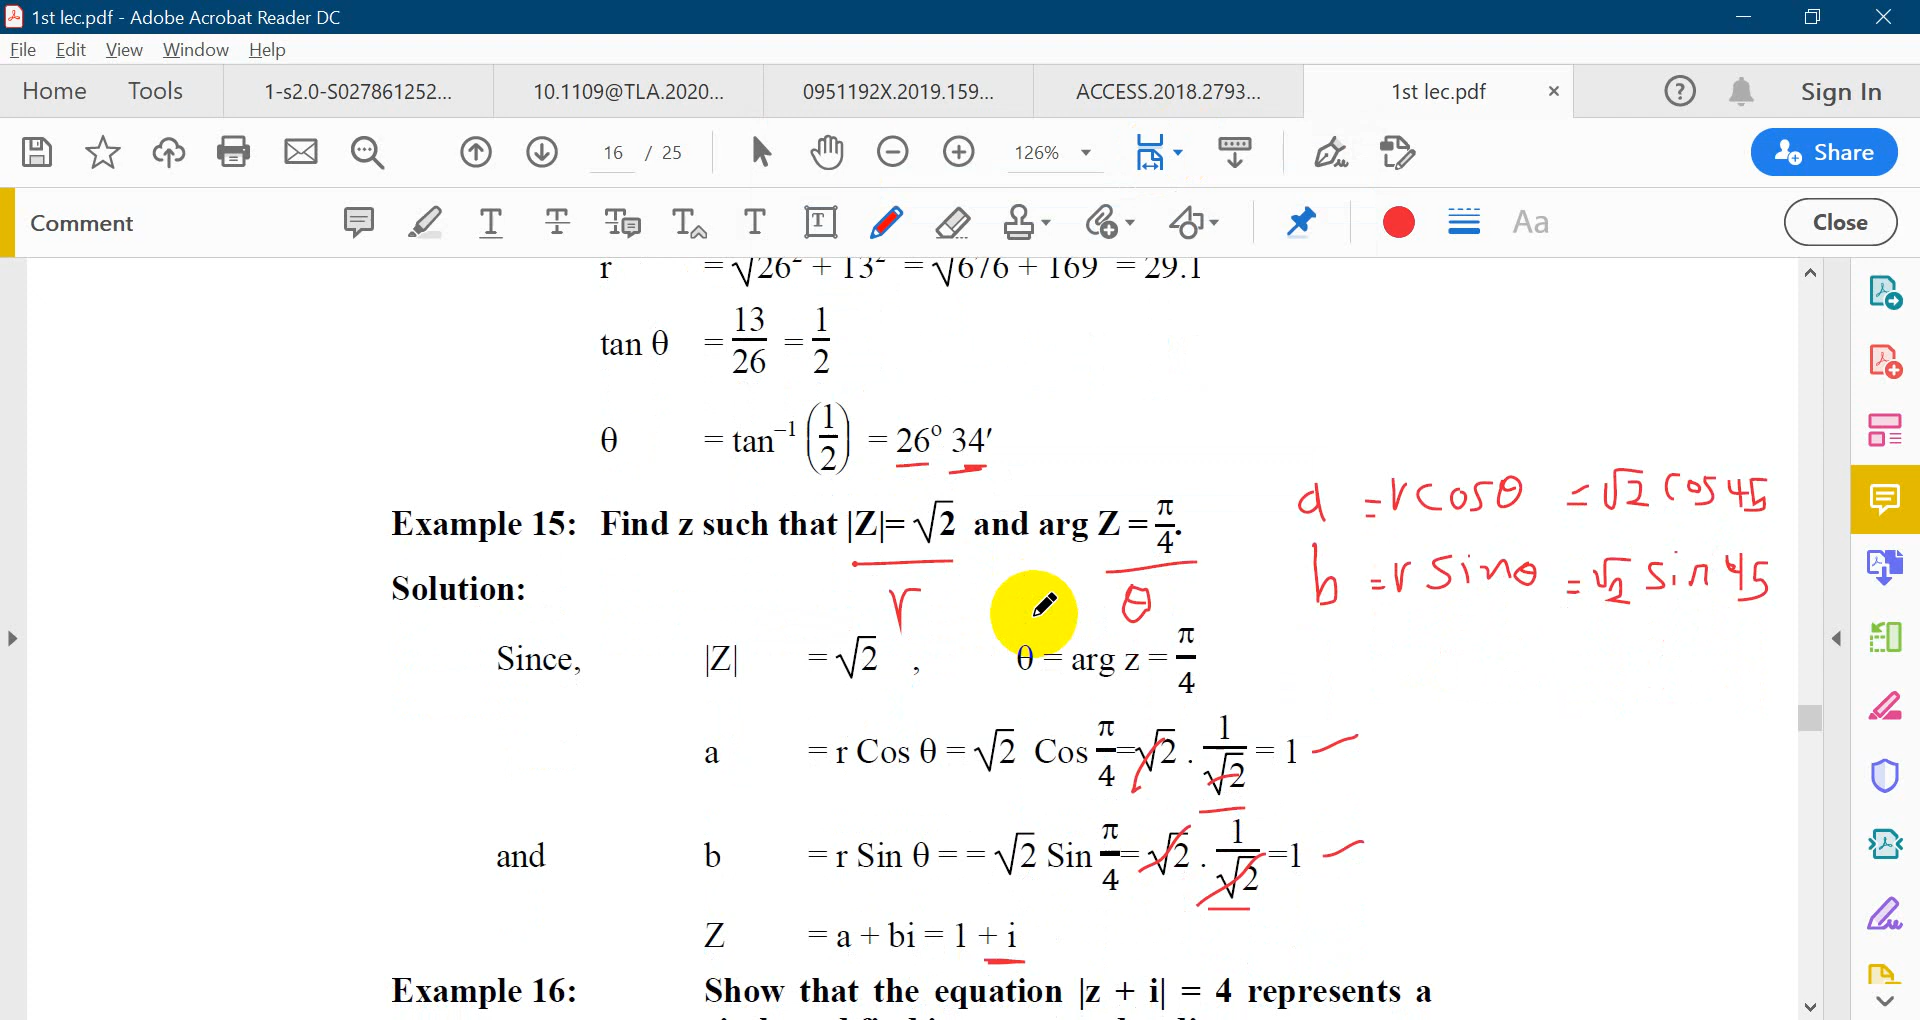 1st lec.pdf - Adobe Acrobat Reader DC
File Edit View Window Help
Home Tools 1-s2.0-S027861252... 10.1109@TLA.2020... 0951192X.2019.159... ACCESS.2018.2793... 1st lec.pdf × Sign In
16 / 25 126% Share
Comment Aa Close
r = √26² + 13² = √676 + 169 = 29.1
tan θ = 13/26 = 1/2
θ = tan⁻¹ (1/2) = 26° 34′
a = r cosθ = √2 cos 45
Example 15: Find z such that |Z|= √2 and arg Z = π/4.
b = r sinθ = √2 sin 45
Solution:
r θ
Since, |Z| = √2 , θ = arg z = π/4
a = r Cos θ = √2 Cos π/4 = √2 . 1/√2 = 1
and b = r Sin θ = = √2 Sin π/4 = √2 . 1/√2 =1
Z = a + bi = 1 + i
Example 16: Show that the equation |z + i| = 4 represents a